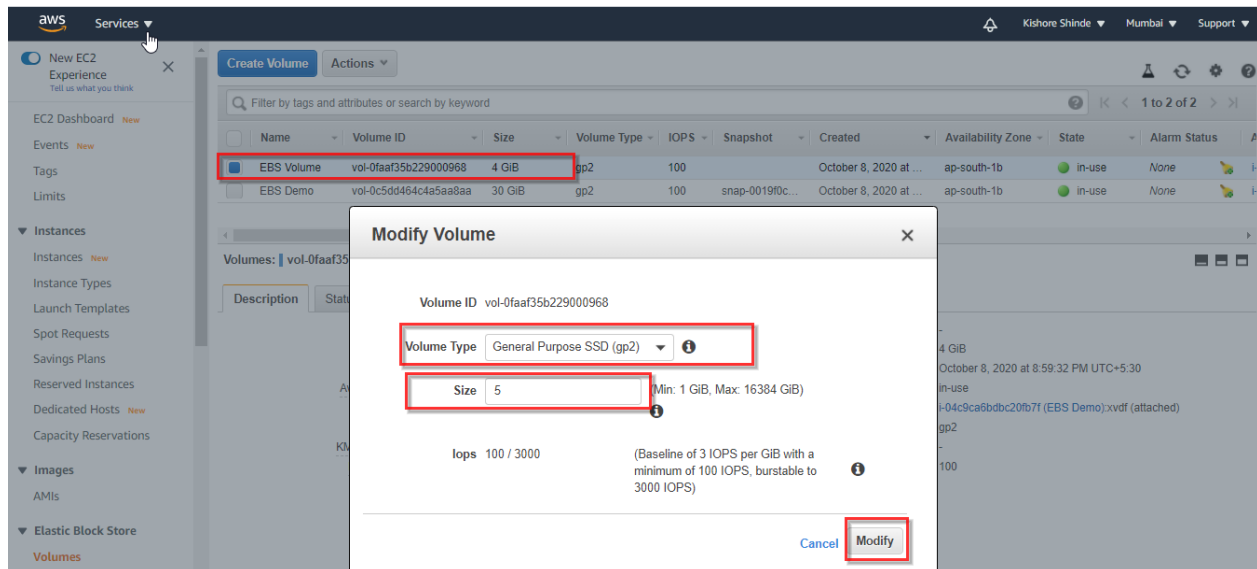 aws Services Kishore Shinde Mumbai Support
New EC2
Experience
Tell us what you think
EC2 Dashboard New
Events New
Tags
Limits
Instances
Instances New
Instance Types
Launch Templates
Spot Requests
Savings Plans
Reserved Instances
Dedicated Hosts New
Capacity Reservations
Images
AMIs
Elastic Block Store
Volumes
Create Volume Actions
Filter by tags and attributes or search by keyword 1 to 2 of 2
Name Volume ID Size Volume Type IOPS Snapshot Created Availability Zone State Alarm Status
EBS Volume vol-0faaf35b229000968 4 GiB gp2 100 October 8, 2020 at ... ap-south-1b in-use None
EBS Demo vol-0c5dd464c4a5aa8aa 30 GiB gp2 100 snap-0019f0c... October 8, 2020 at ... ap-south-1b in-use None
Volumes: vol-0faaf35
Description
Modify Volume
Volume ID vol-0faaf35b229000968
Volume Type General Purpose SSD (gp2)
Size 5 (Min: 1 GiB, Max: 16384 GiB)
Iops 100 / 3000 (Baseline of 3 IOPS per GiB with a
minimum of 100 IOPS, burstable to
3000 IOPS)
Cancel Modify
-
4 GiB
October 8, 2020 at 8:59:32 PM UTC+5:30
in-use
i-04c9ca6bdbc20fb7f (EBS Demo):xvdf (attached)
gp2
-
100